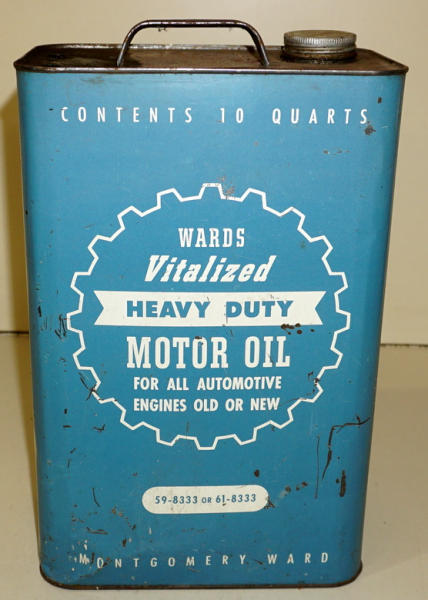 CONTENTS 10 QUARTS
WARDS
Vitalized
HEAVY DUTY
MOTOR OIL
FOR ALL AUTOMOTIVE
ENGINES OLD OR NEW
59-8333 OR 61-8333
MONTGOMERY WARD